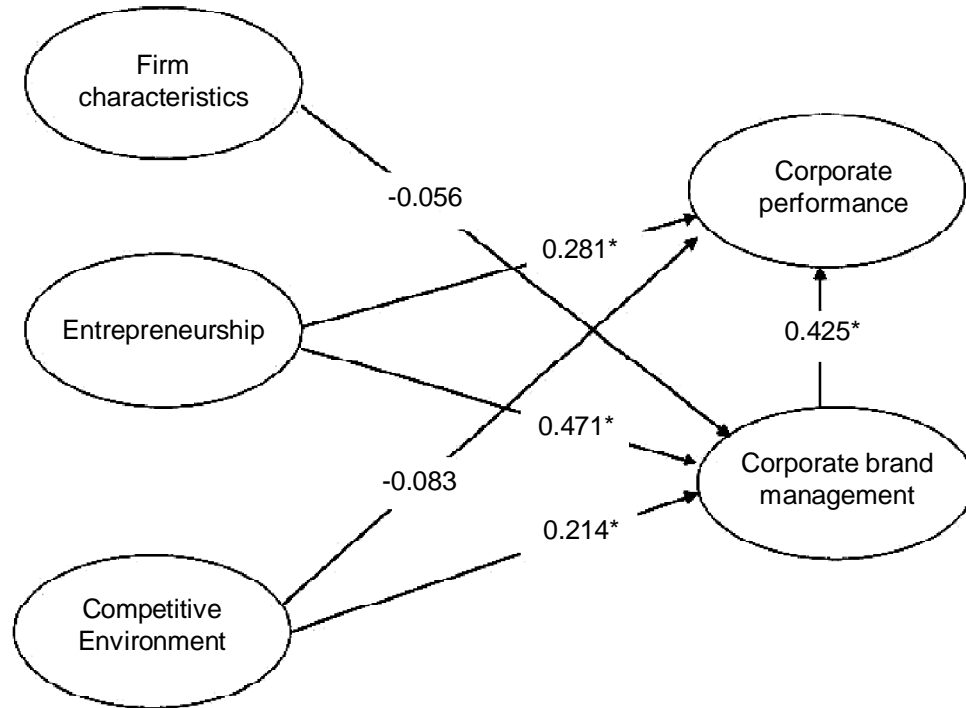 Firm
characteristics
Corporate
performance
-0.056
0.281*
Entrepreneurship
0.425*
0.471*
Corporate brand
management
-0.083
0.214*
Competitive
Environment